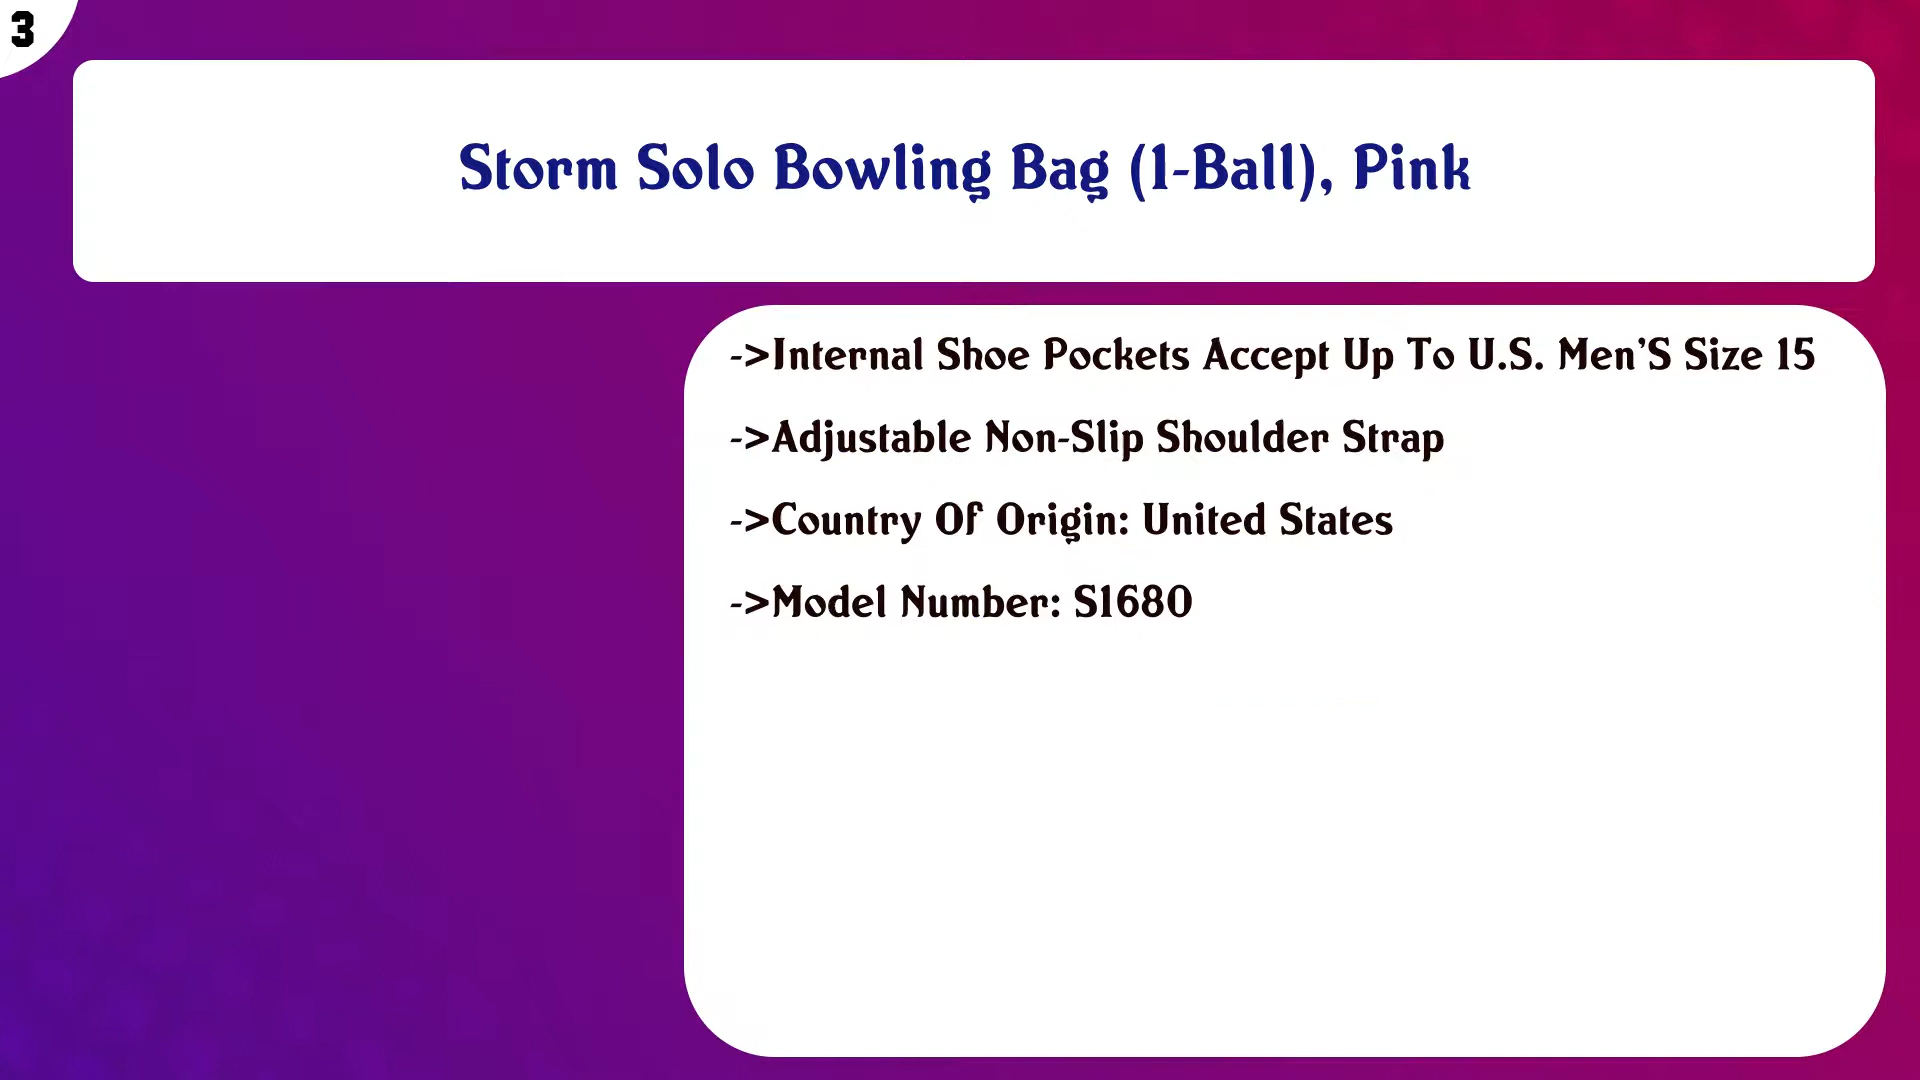 3
Storm Solo Bowling Bag (1-Ball), Pink
->Internal Shoe Pockets Accept Up To U.S. Men’S Size 15
->Adjustable Non-Slip Shoulder Strap
->Country Of Origin: United States
->Model Number: S1680